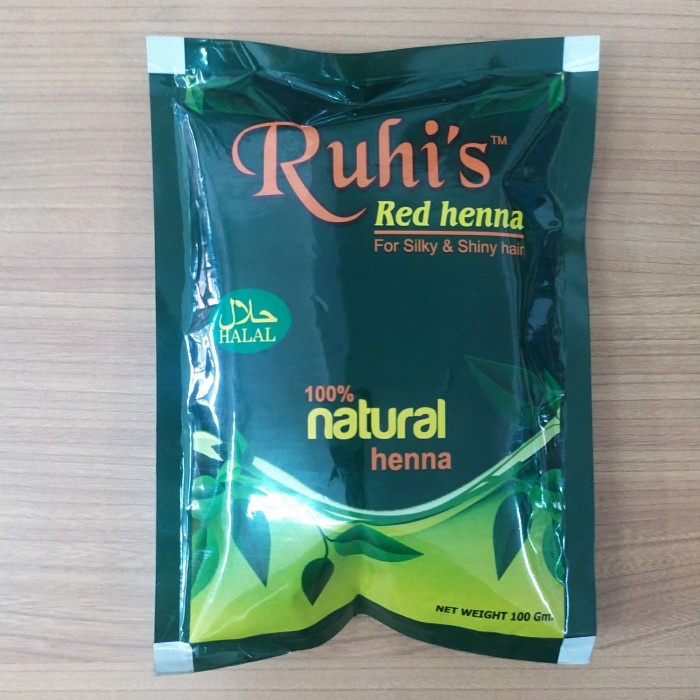 Ruhi's™
Red henna
For Silky & Shiny hair
حلال
HALAL
100%
natural
henna
NET WEIGHT 100 Gm.